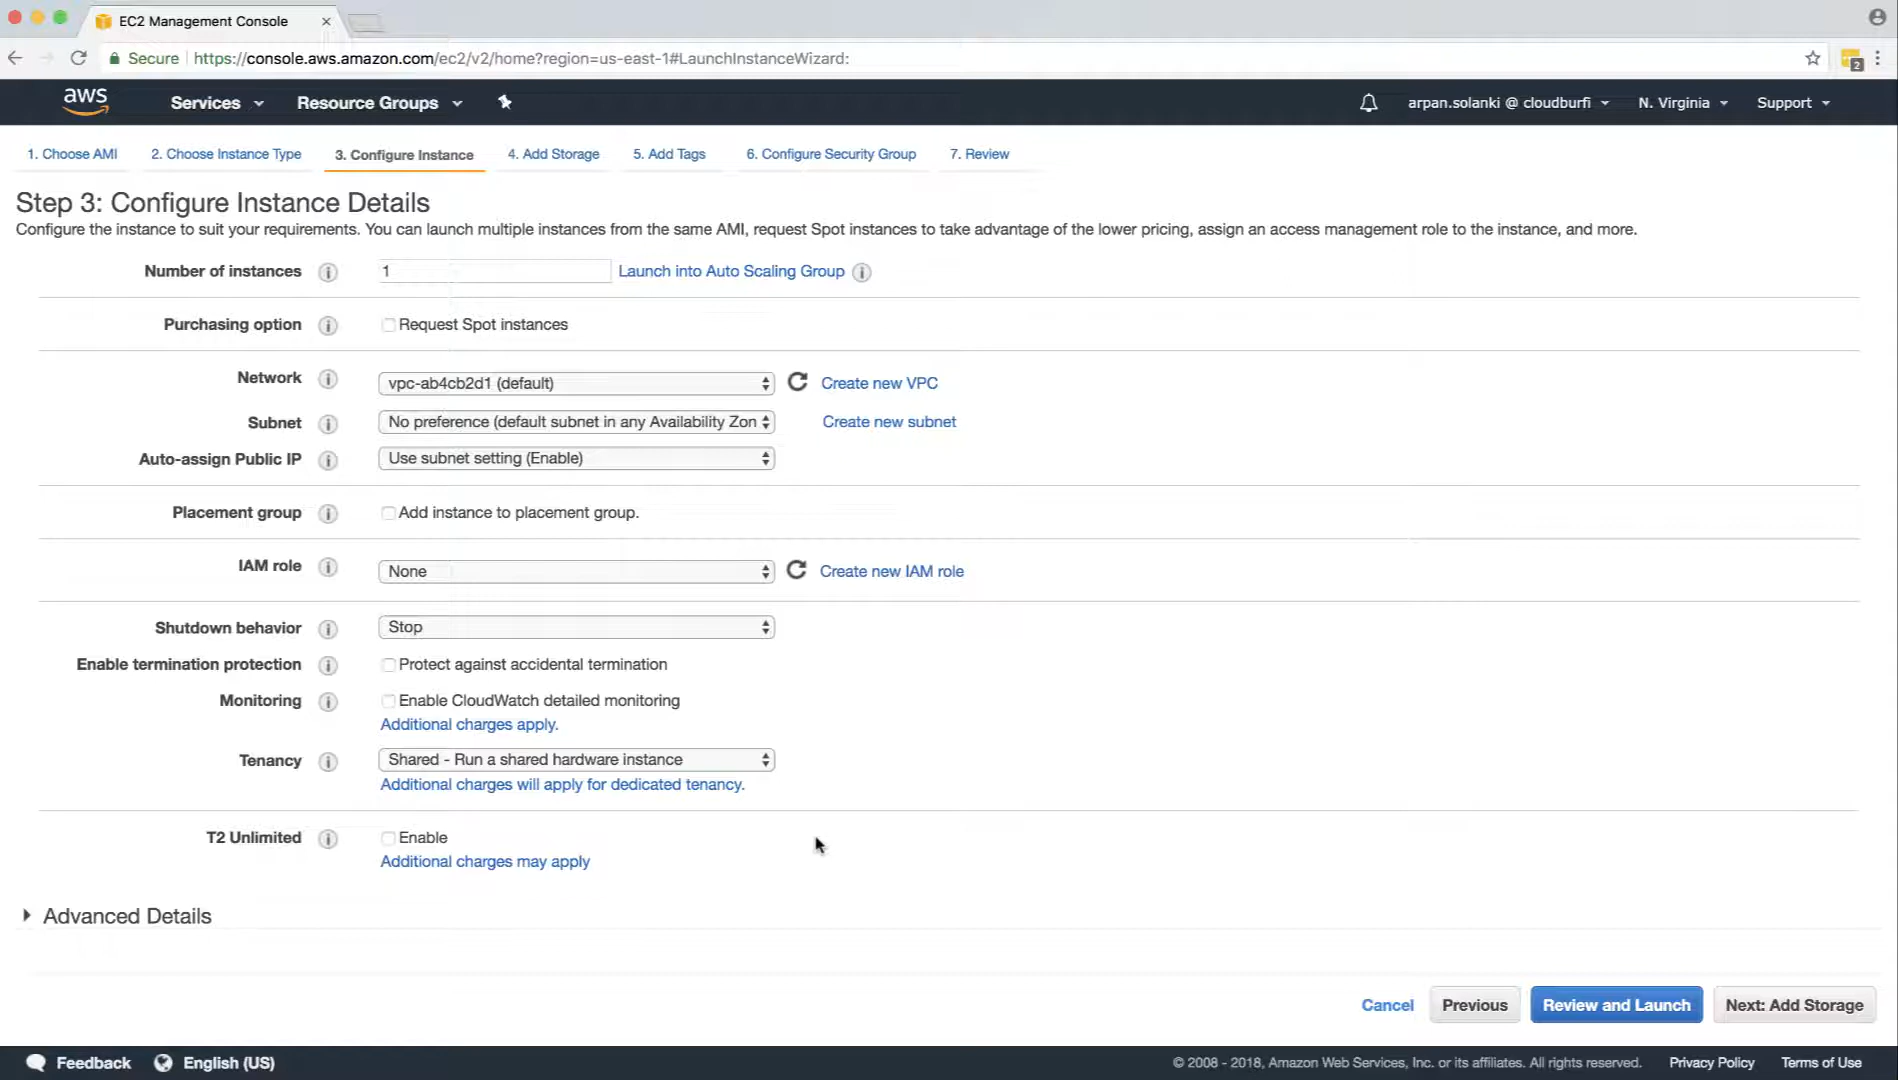 EC2 Management Console
Secure https://console.aws.amazon.com/ec2/v2/home?region=us-east-1#LaunchInstanceWizard:
2
aws Services Resource Groups arpan.solanki @ cloudburfi N. Virginia Support
1. Choose AMI 2. Choose Instance Type 3. Configure Instance 4. Add Storage 5. Add Tags 6. Configure Security Group 7. Review
Step 3: Configure Instance Details
Configure the instance to suit your requirements. You can launch multiple instances from the same AMI, request Spot instances to take advantage of the lower pricing, assign an access management role to the instance, and more.
Number of instances i 1 Launch into Auto Scaling Group i
Purchasing option i Request Spot instances
Network i vpc-ab4cb2d1 (default) Create new VPC
Subnet i No preference (default subnet in any Availability Zon Create new subnet
Auto-assign Public IP i Use subnet setting (Enable)
Placement group i Add instance to placement group.
IAM role i None Create new IAM role
Shutdown behavior i Stop
Enable termination protection i Protect against accidental termination
Monitoring i Enable CloudWatch detailed monitoring
Additional charges apply.
Tenancy i Shared - Run a shared hardware instance
Additional charges will apply for dedicated tenancy.
T2 Unlimited i Enable
Additional charges may apply
Advanced Details
Cancel Previous Review and Launch Next: Add Storage
Feedback English (US) © 2008 - 2018, Amazon Web Services, Inc. or its affiliates. All rights reserved. Privacy Policy Terms of Use